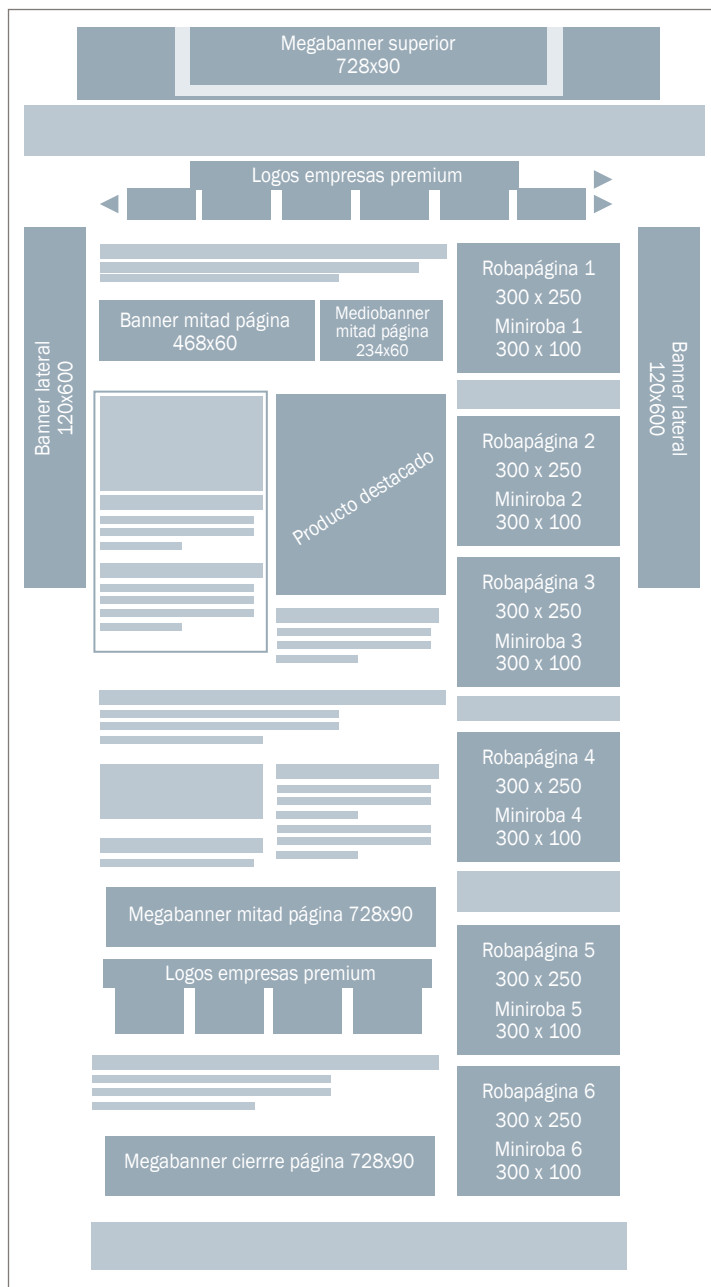 Megabanner superior
728x90
Logos empresas premium
Banner lateral
120x600
Banner mitad página
468x60
Mediobanner
mitad página
234x60
Producto destacado
Megabanner mitad página 728x90
Logos empresas premium
Megabanner cierrre página 728x90
Robapágina 1
300 x 250
Miniroba 1
300 x 100
Robapágina 2
300 x 250
Miniroba 2
300 x 100
Robapágina 3
300 x 250
Miniroba 3
300 x 100
Robapágina 4
300 x 250
Miniroba 4
300 x 100
Robapágina 5
300 x 250
Miniroba 5
300 x 100
Robapágina 6
300 x 250
Miniroba 6
300 x 100
Banner lateral
120x600